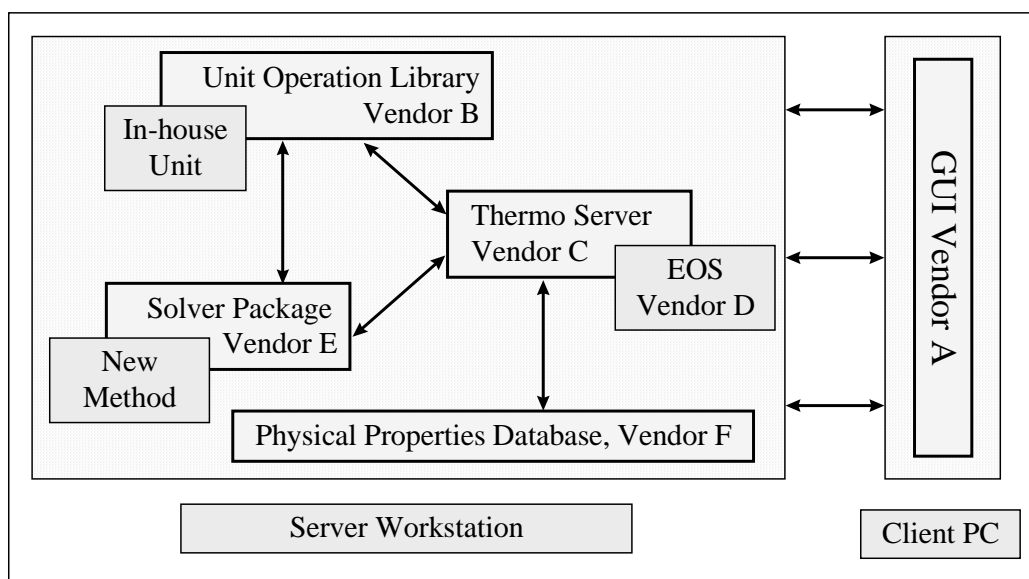 Unit Operation Library
Vendor B
In-house
Unit
Thermo Server
Vendor C
EOS
Vendor D
Solver Package
Vendor E
New
Method
Physical Properties Database, Vendor F
GUI Vendor A
Server Workstation
Client PC